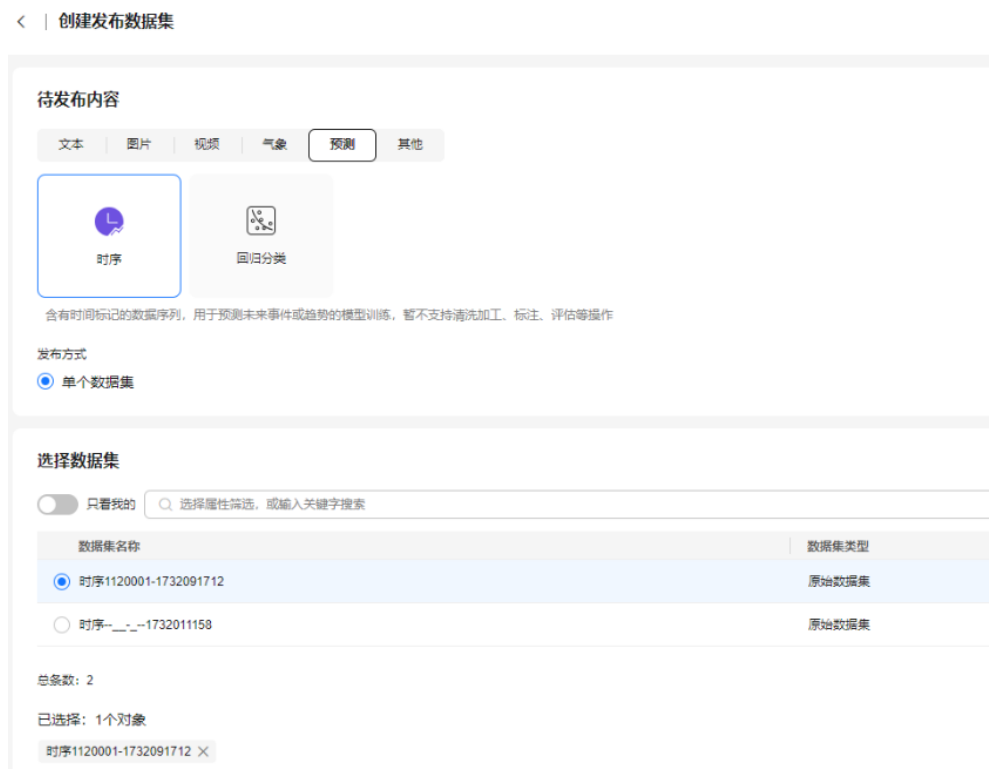 创建发布数据集
待发布内容
文本 图片 视频 气象 预测 其他
时序 回归分类
含有时间标记的数据序列，用于预测未来事件或趋势的模型训练，暂不支持清洗加工、标注、评估等操作
发布方式
单个数据集
选择数据集
只看我的 选择属性筛选，或输入关键字搜索
数据集名称 数据集类型
时序1120001-1732091712 原始数据集
时序--__-_--1732011158 原始数据集
总条数：2
已选择：1个对象
时序1120001-1732091712